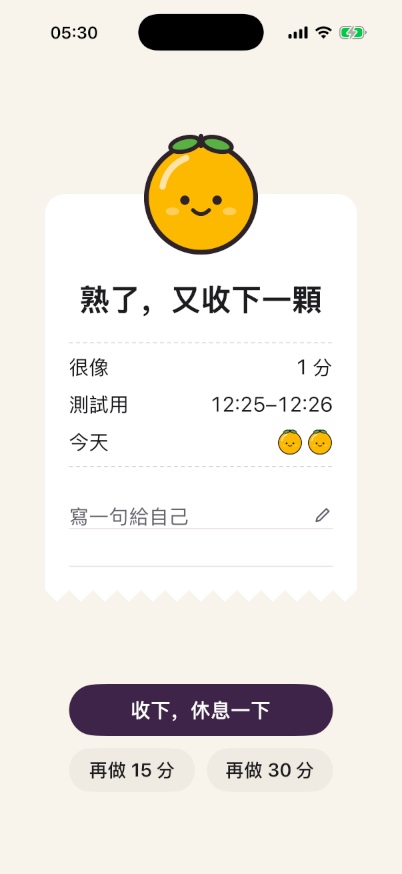 05:30
熟了，又收下一顆
很像 1 分
測試用 12:25–12:26
今天
寫一句給自己
收下，休息一下
再做 15 分 再做 30 分